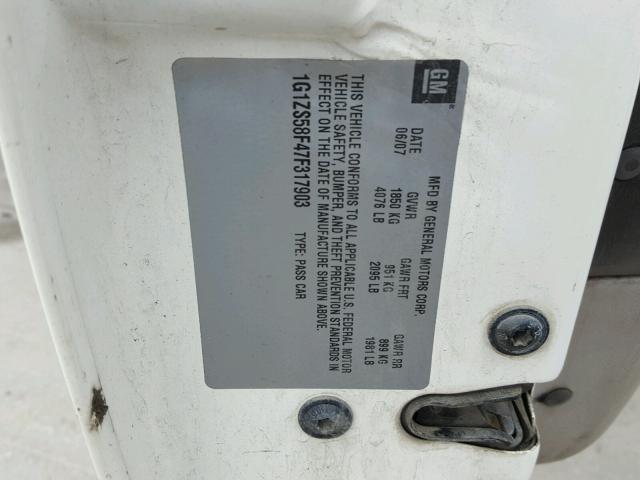 GM
MFD BY GENERAL MOTORS CORP.
DATE GVWR GAWR FRT GAWR RR
06/07 1850 KG 951 KG 899 KG
4076 LB 2095 LB 1981 LB
THIS VEHICLE CONFORMS TO ALL APPLICABLE U.S. FEDERAL MOTOR
VEHICLE SAFETY, BUMPER, AND THEFT PREVENTION STANDARDS IN
EFFECT ON THE DATE OF MANUFACTURE SHOWN ABOVE.
1G1ZS58F47F317903 TYPE: PASS CAR